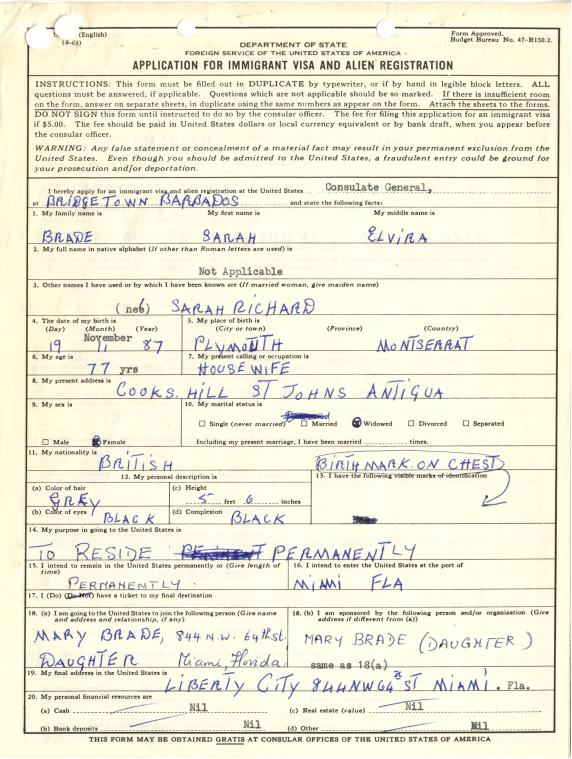 (English)
(4-65)
Form Approved.
Budget Bureau No. 47-R150.2.
DEPARTMENT OF STATE
FOREIGN SERVICE OF THE UNITED STATES OF AMERICA
APPLICATION FOR IMMIGRANT VISA AND ALIEN REGISTRATION
INSTRUCTIONS: This form must be filled out in DUPLICATE by typewriter, or if by hand in legible block letters. ALL
questions must be answered, if applicable. Questions which are not applicable should be so marked. If there is insufficient room
on the form, answer on separate sheets, in duplicate using the same numbers as appear on the form. Attach the sheets to the forms.
DO NOT SIGN this form until instructed to do so by the consular officer. The fee for filing this application for an immigrant visa
if $5.00. The fee should be paid in United States dollars or local currency equivalent or by bank draft, when you appear before
the consular officer.
WARNING: Any false statement or concealment of a material fact may result in your permanent exclusion from the
United States. Even though you should be admitted to the United States, a fraudulent entry could be ground for
your prosecution and/or deportation.
I hereby apply for an immigrant visa and alien registration at the United States Consulate General,
at BRIDGETOWN BARBADOS and state the following facts:
1. My family name is My first name is My middle name is
BRADE SARAH ELVIRA
2. My full name in native alphabet (If other than Roman letters are used) is
Not Applicable
3. Other names I have used or by which I have been known are (If married woman, give maiden name)
(neé) SARAH RICHARD
4. The date of my birth is 5. My place of birth is
(Day) (Month) (Year) (City or town) (Province) (Country)
November
19 11 87 PLYMOUTH MONTSERRAT
6. My age is 7. My present calling or occupation is
77 yrs HOUSEWIFE
8. My present address is COOKS. HILL ST JOHNS ANTIGUA
9. My sex is 10. My marital status is
Single (never married) Married Widowed Divorced Separated
Male Female Including my present marriage, I have been married times.
11. My nationality is BRITISH BIRTH MARK ON CHEST
12. My personal description is 13. I have the following visible marks of identification
(a) Color of hair (c) Height
GREY 5 feet 6 inches
(b) Color of eyes BLACK (d) Complexion BLACK
14. My purpose in going to the United States is
TO RESIDE PERMANENTLY
15. I intend to remain in the United States permanently or (Give length of 16. I intend to enter the United States at the port of
time)
PERMANENTLY MIAMI FLA
17. I (Do) (Do Not) have a ticket to my final destination
18. (a) I am going to the United States to join the following person (Give name 18. (b) I am sponsored by the following person and/or organization (Give
and address and relationship, if any) address if different from (a))
MARY BRADE, 844 N.W. 64th st. MARY BRADE (DAUGHTER)
DAUGHTER Miami, Florida. same as 18(a)
19. My final address in the United States is LIBERTY CITY 844NW64th ST MIAMI. Fla.
20. My personal financial resources are
(a) Cash Nil (c) Real estate (value) Nil
(b) Bank deposits Nil (d) Other Nil
THIS FORM MAY BE OBTAINED GRATIS AT CONSULAR OFFICES OF THE UNITED STATES OF AMERICA